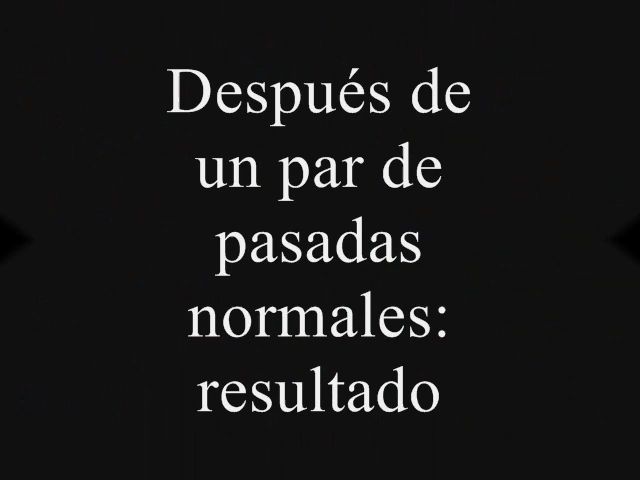 Después de
un par de
pasadas
normales:
resultado